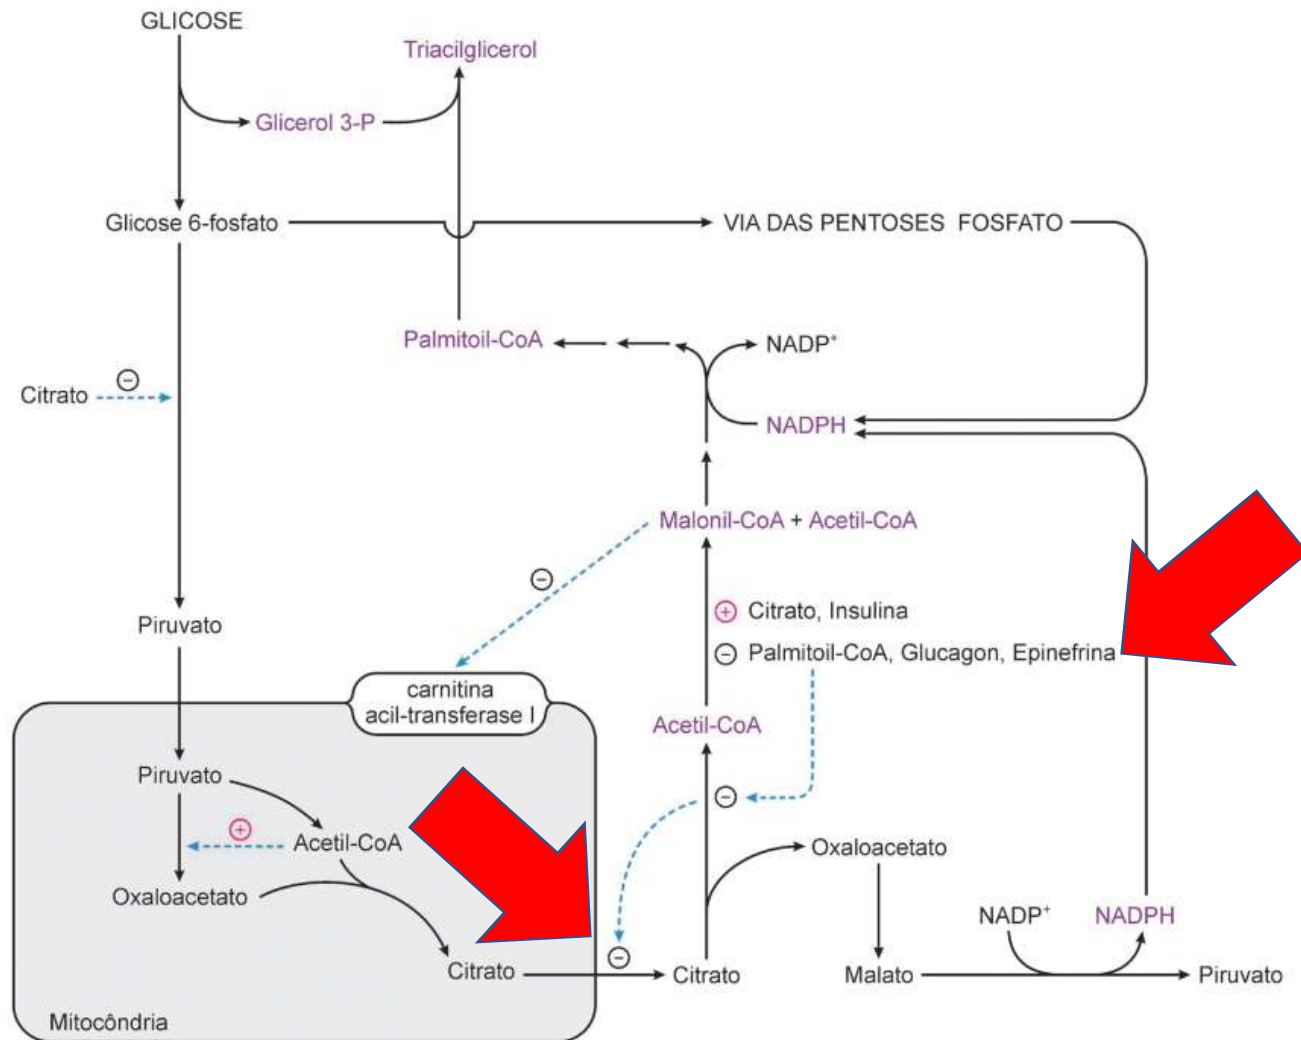 GLICOSE
Triacilglicerol
Glicerol 3-P
Glicose 6-fosfato
VIA DAS PENTOSES FOSFATO
Palmitoil-CoA
NADP⁺
Citrato
NADPH
Malonil-CoA + Acetil-CoA
Citrato, Insulina
Palmitoil-CoA, Glucagon, Epinefrina
Piruvato
carnitina
acil-transferase I
Acetil-CoA
Piruvato
Acetil-CoA
Oxaloacetato
Oxaloacetato
NADP⁺
NADPH
Citrato
Citrato
Malato
Piruvato
Mitocôndria